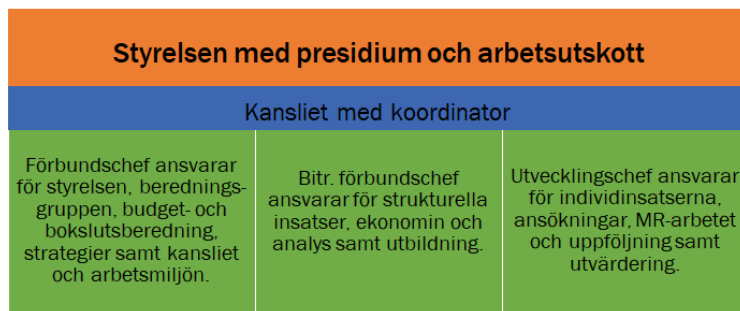 Styrelsen med presidium och arbetsutskott
Kansliet med koordinator
Förbundschef ansvarar
för styrelsen, berednings-
gruppen, budget- och
bokslutsberedning,
strategier samt kansliet
och arbetsmiljön.
Bitr. förbundschef
ansvarar för strukturella
insatser, ekonomin och
analys samt utbildning.
Utvecklingschef ansvarar
för individinsatserna,
ansökningar, MR-arbetet
och uppföljning samt
utvärdering.